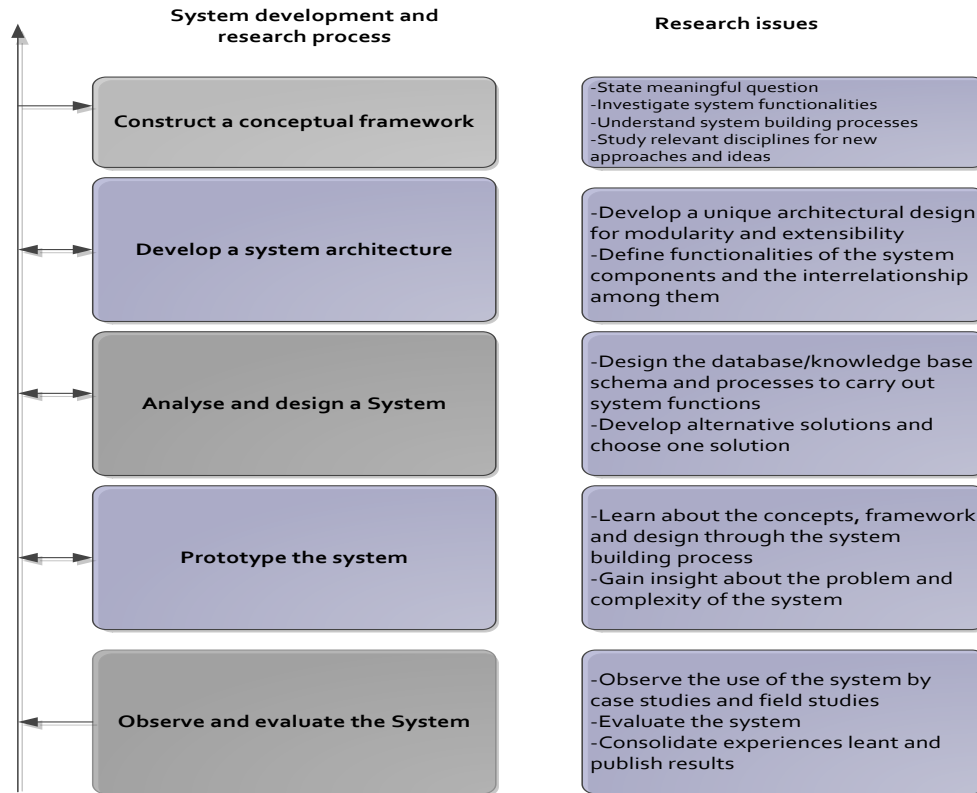 System development and
research process
Research issues
Construct a conceptual framework
-State meaningful question
-Investigate system functionalities
-Understand system building processes
-Study relevant disciplines for new
approaches and ideas
Develop a system architecture
-Develop a unique architectural design
for modularity and extensibility
-Define functionalities of the system
components and the interrelationship
among them
Analyse and design a System
-Design the database/knowledge base
schema and processes to carry out
system functions
-Develop alternative solutions and
choose one solution
Prototype the system
-Learn about the concepts, framework
and design through the system
building process
-Gain insight about the problem and
complexity of the system
Observe and evaluate the System
-Observe the use of the system by
case studies and field studies
-Evaluate the system
-Consolidate experiences leant and
publish results